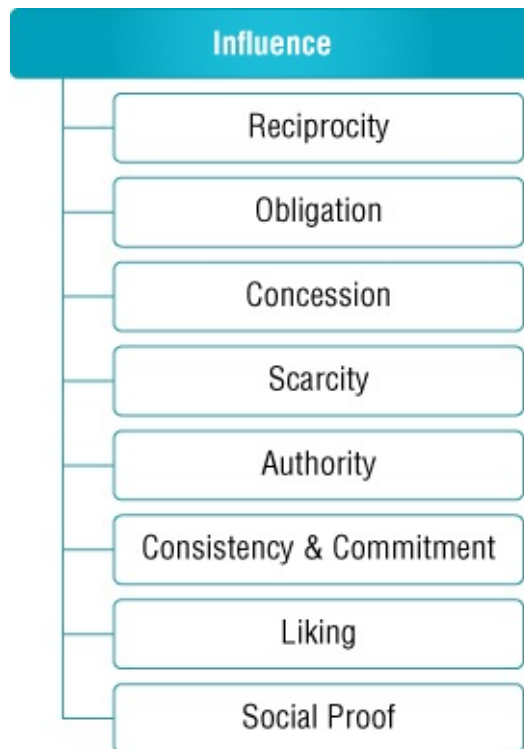 Influence
Reciprocity
Obligation
Concession
Scarcity
Authority
Consistency & Commitment
Liking
Social Proof